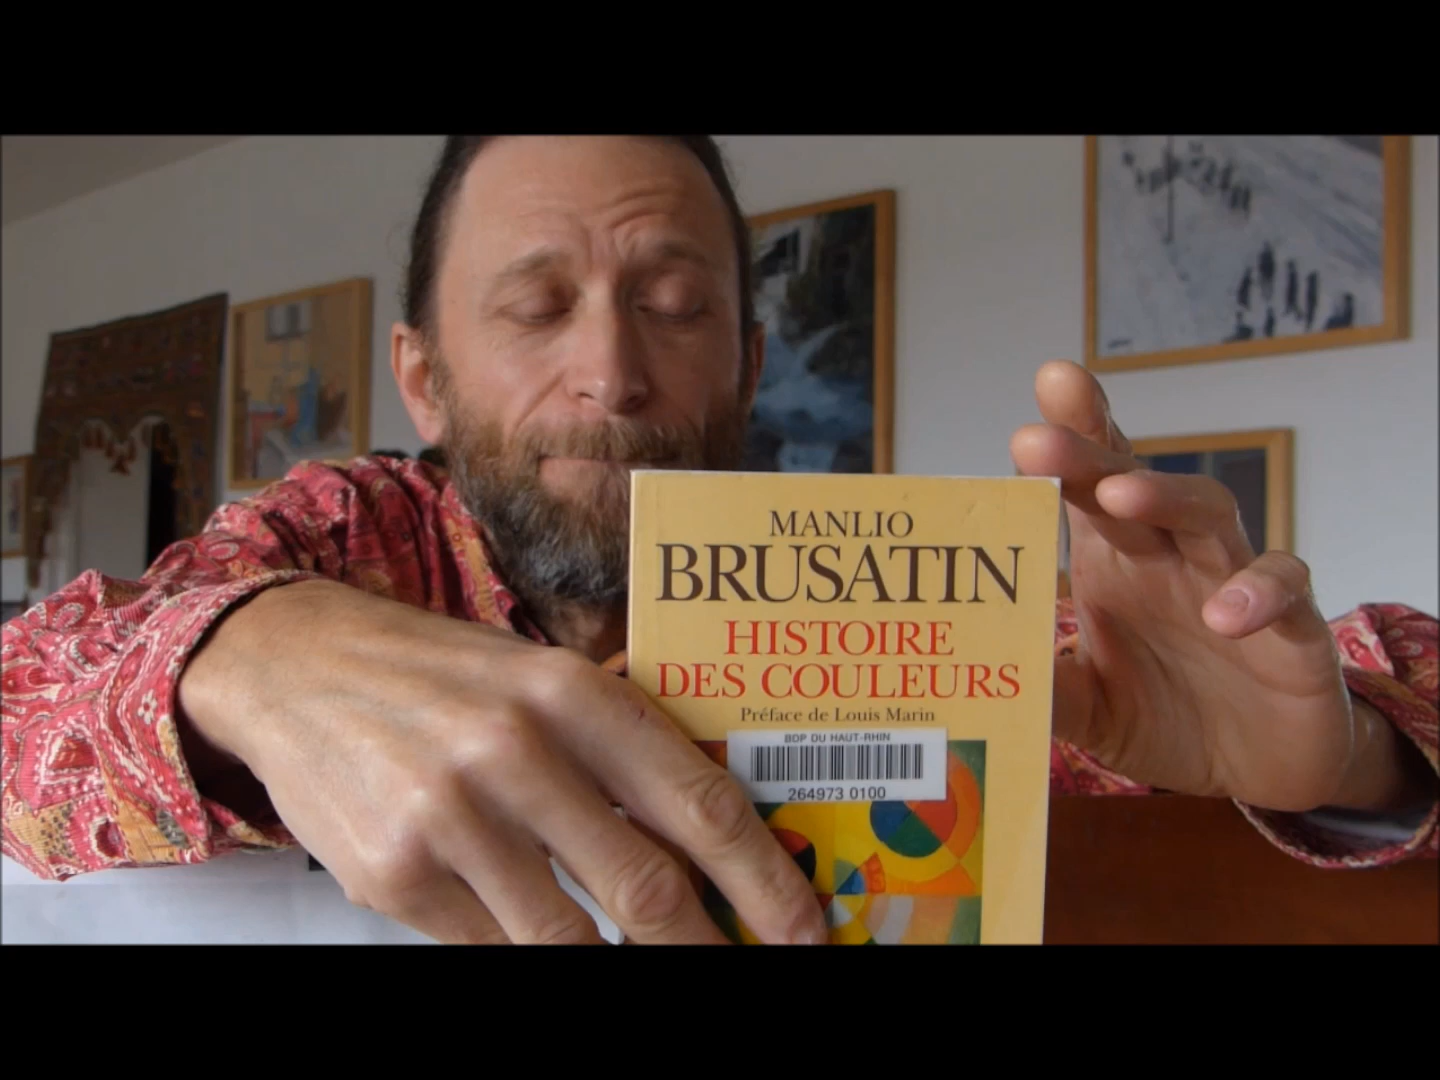 MANLIO
BRUSATIN
HISTOIRE
DES COULEURS
Préface de Louis Marin
BDP DU HAUT-RHIN
264973 0100